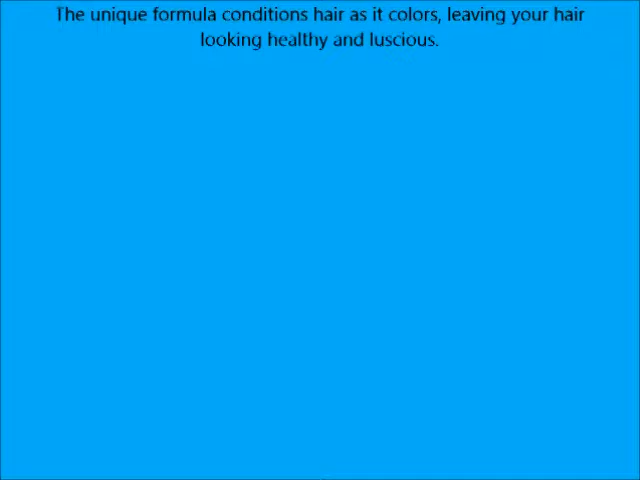 The unique formula conditions hair as it colors, leaving your hair
looking healthy and luscious.